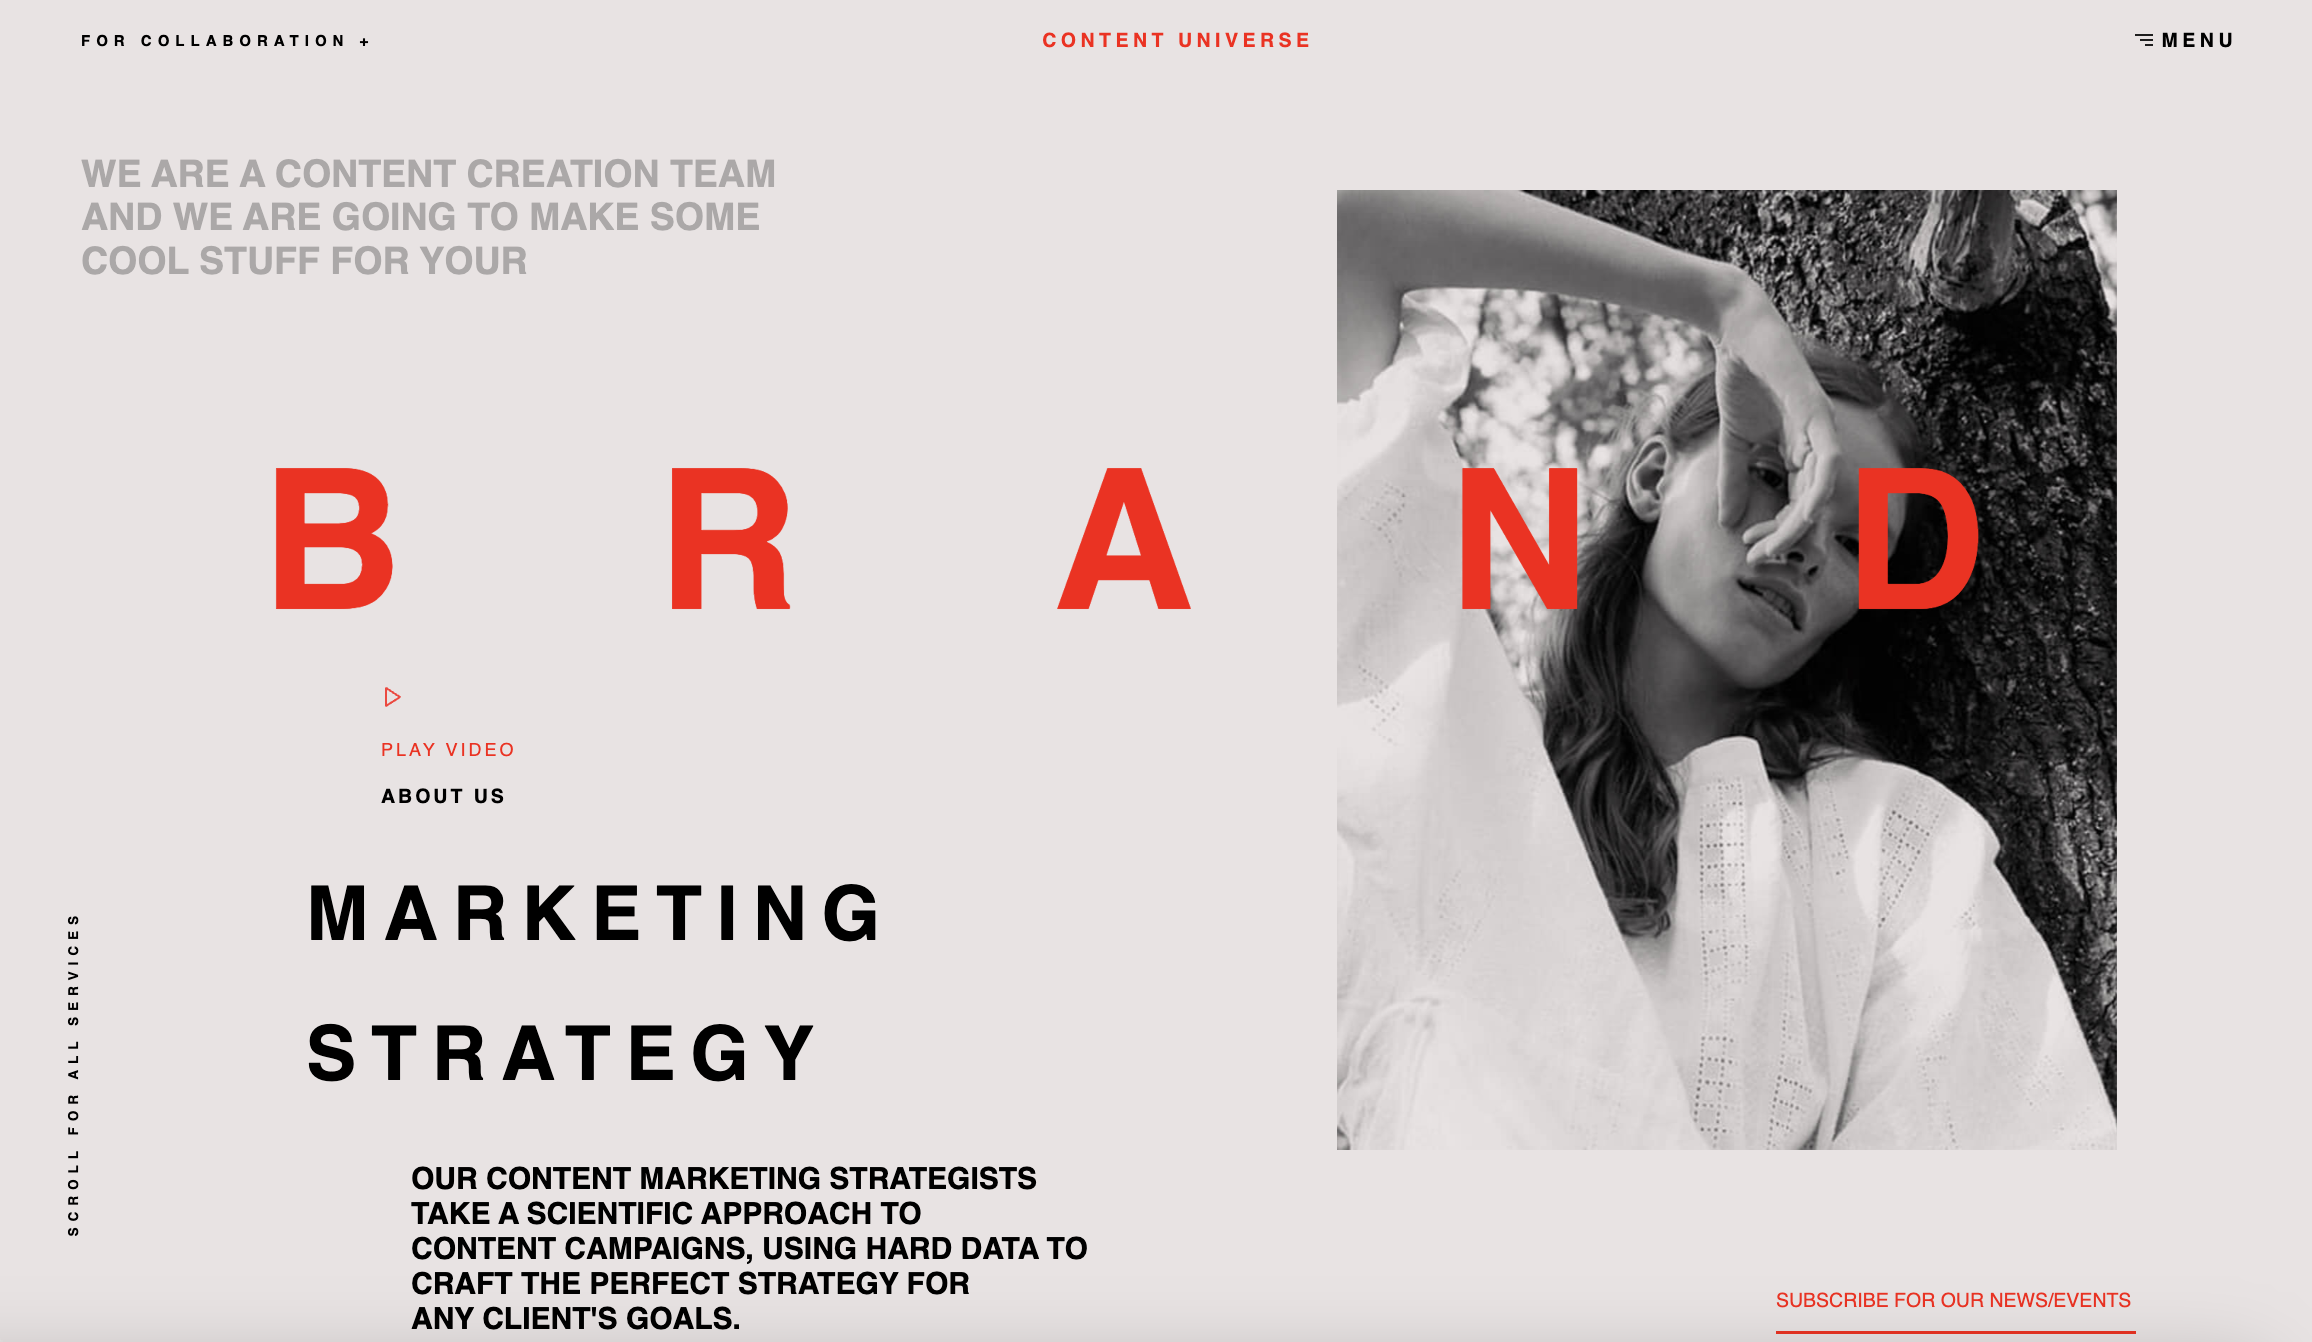 FOR COLLABORATION +
CONTENT UNIVERSE
MENU
WE ARE A CONTENT CREATION TEAM
AND WE ARE GOING TO MAKE SOME
COOL STUFF FOR YOUR
BRAND
PLAY VIDEO
ABOUT US
MARKETING
STRATEGY
SCROLL FOR ALL SERVICES
OUR CONTENT MARKETING STRATEGISTS
TAKE A SCIENTIFIC APPROACH TO
CONTENT CAMPAIGNS, USING HARD DATA TO
CRAFT THE PERFECT STRATEGY FOR
ANY CLIENT'S GOALS.
SUBSCRIBE FOR OUR NEWS/EVENTS